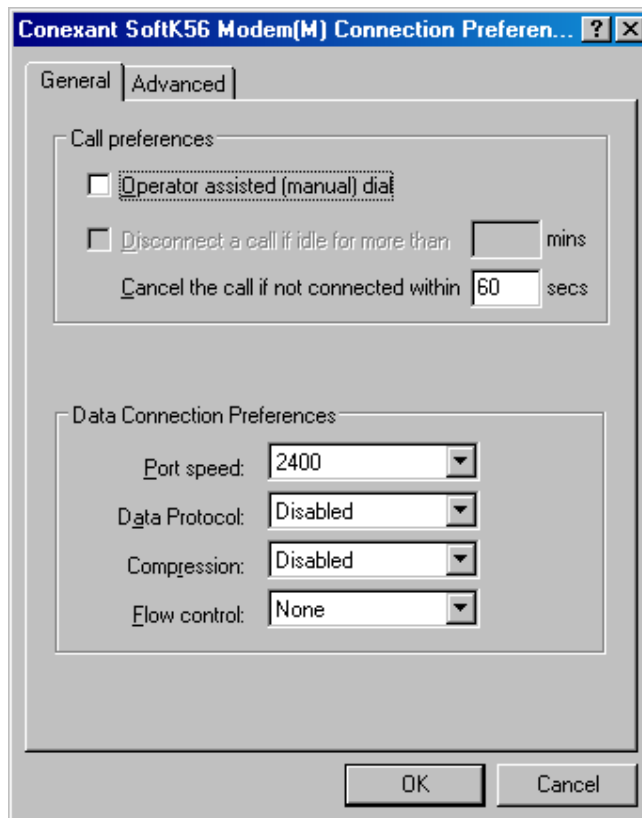 Conexant SoftK56 Modem(M) Connection Preferen... ? X
General Advanced
Call preferences
Operator assisted (manual) dial
Disconnect a call if idle for more than mins
Cancel the call if not connected within 60 secs
Data Connection Preferences
Port speed: 2400
Data Protocol: Disabled
Compression: Disabled
Flow control: None
OK Cancel